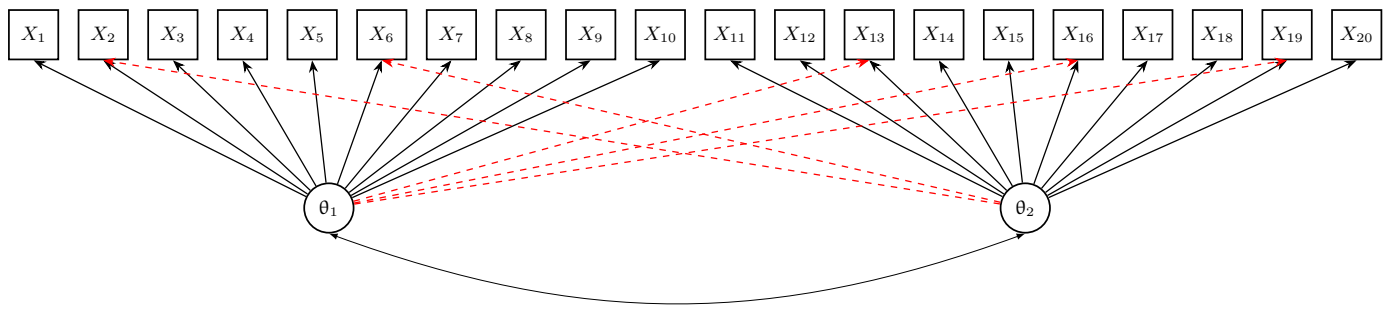 X₁ X₂ X₃ X₄ X₅ X₆ X₇ X₈ X₉ X₁₀ X₁₁ X₁₂ X₁₃ X₁₄ X₁₅ X₁₆ X₁₇ X₁₈ X₁₉ X₂₀
θ₁ θ₂